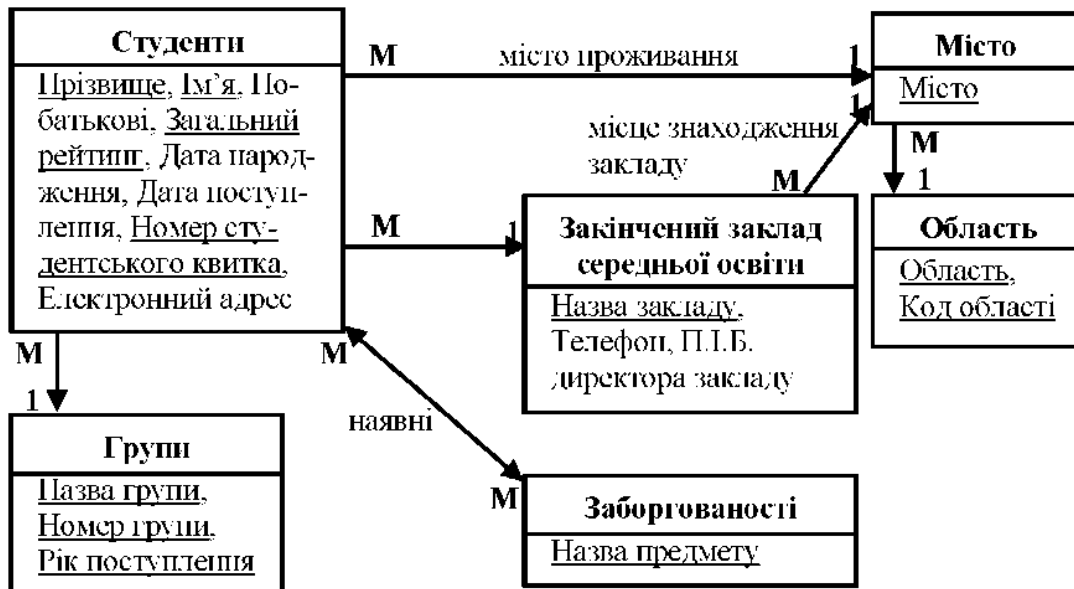 Студенти
Прізвище, Ім’я, По-
батькові, Загальний
рейтинг, Дата народ-
ження, Дата поступ-
лення, Номер сту-
дентського квитка,
Електронний адрес
М
місто проживання
1
Місто
Місто
місце знаходження
закладу
1
М
М
1
Область
Область,
Код області
М
1
Закінчений заклад
середньої освіти
Назва закладу,
Телефон, П.І.Б.
директора закладу
М
1
Групи
Назва групи,
Номер групи,
Рік поступлення
М
наявні
М
Заборгованості
Назва предмету